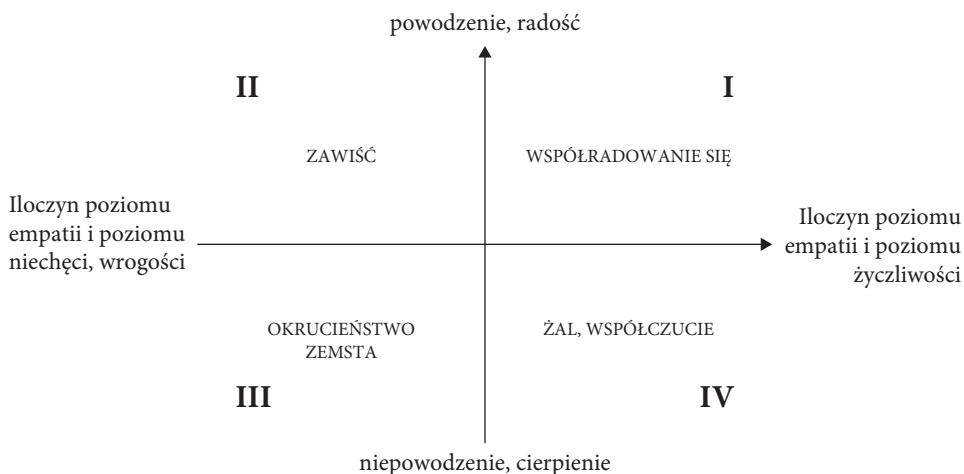 powodzenie, radość
II
I
ZAWIŚĆ
WSPÓŁRADOWANIE SIĘ
Iloczyn poziomu
empatii i poziomu
niechęci, wrogości
Iloczyn poziomu
empatii i poziomu
życzliwości
OKRUCIEŃSTWO
ZEMSTA
ŻAL, WSPÓŁCZUCIE
III
IV
niepowodzenie, cierpienie